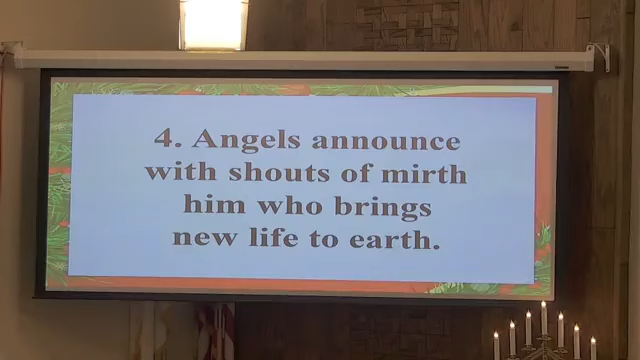 4. Angels announce
with shouts of mirth
him who brings
new life to earth.